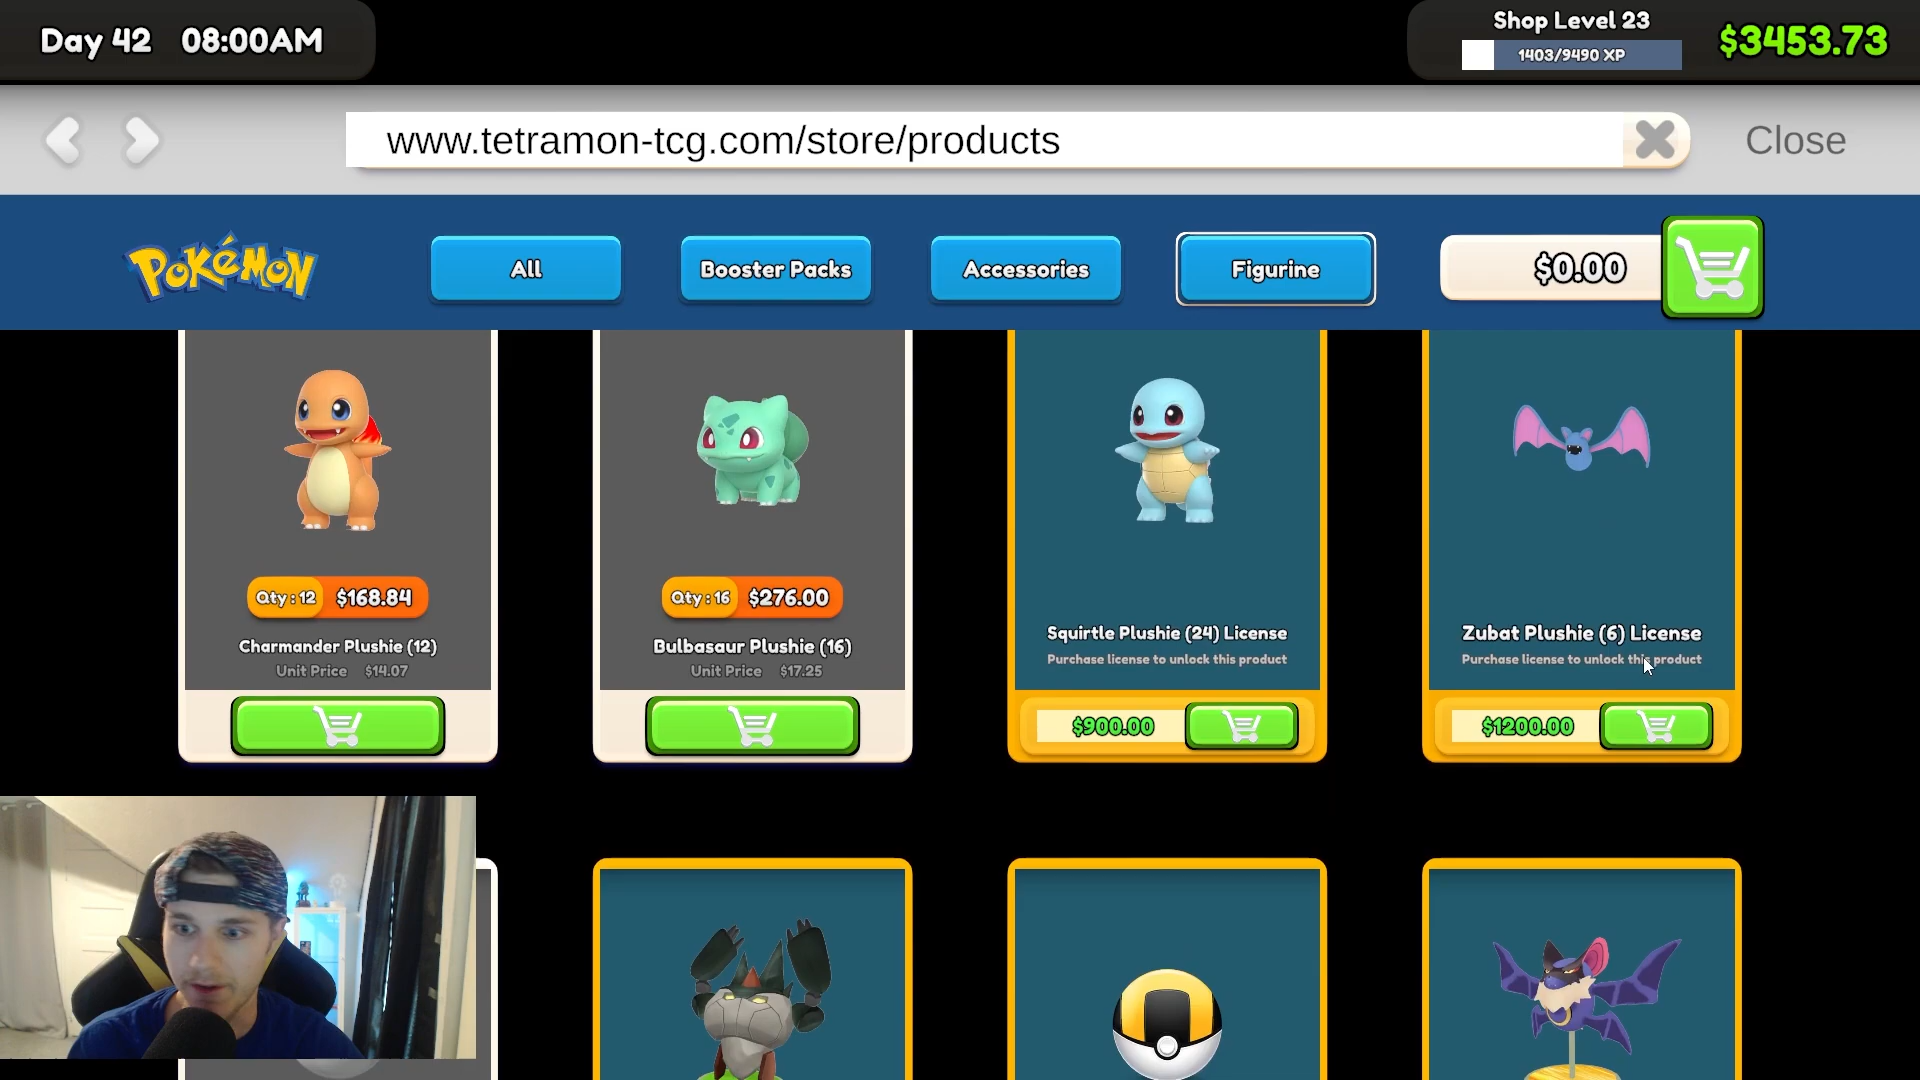 Day 42 08:00AM
Shop Level 23
1403/9490 XP
$3453.73
www.tetramon-tcg.com/store/products
Close
POKéMON
All
Booster Packs
Accessories
Figurine
$0.00
Qty : 12 $168.84
Charmander Plushie (12)
Unit Price $14.07
Qty : 16 $276.00
Bulbasaur Plushie (16)
Unit Price $17.25
Squirtle Plushie (24) License
Purchase license to unlock this product
$900.00
Zubat Plushie (6) License
Purchase license to unlock this product
$1200.00